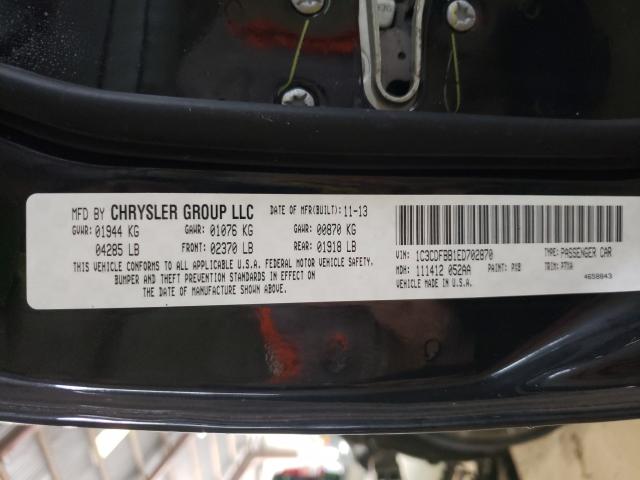 MFD BY CHRYSLER GROUP LLC DATE OF MFR(BUILT): 11-13
GVWR: 01944 KG GAWR: 01076 KG GAWR: 00870 KG
04285 LB FRONT: 02370 LB REAR: 01918 LB
THIS VEHICLE CONFORMS TO ALL APPLICABLE U.S.A. FEDERAL MOTOR VEHICLE SAFETY,
BUMPER AND THEFT PREVENTION STANDARDS IN EFFECT ON
THE DATE OF MANUFACTURE SHOWN ABOVE.
VIN: 1C3CDFBB1ED702870 TYPE: PASSENGER CAR
MDH: 111412 052AA PAINT: PXB TRIM: P7XA
VEHICLE MADE IN U.S.A. 4658843